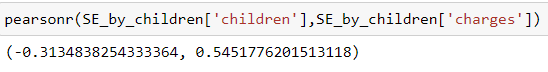 pearsonr(SE_by_children['children'],SE_by_children['charges'])
(-0.3134838254333364, 0.5451776201513118)